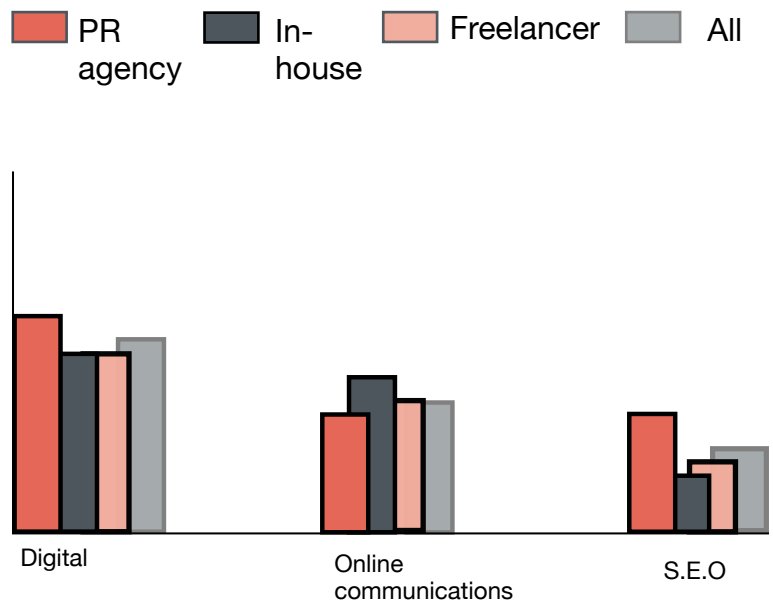 PR
agency
In-
house
Freelancer
All
Digital
Online
communications
S.E.O